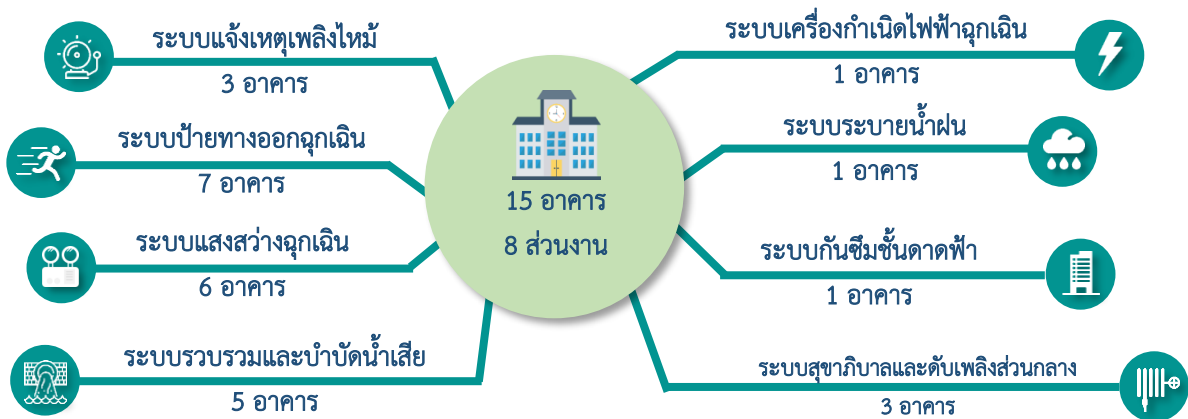 ระบบแจ้งเหตุเพลิงไหม้
3 อาคาร
ระบบป้ายทางออกฉุกเฉิน
7 อาคาร
ระบบแสงสว่างฉุกเฉิน
6 อาคาร
ระบบรวบรวมและบำบัดน้ำเสีย
5 อาคาร
15 อาคาร
8 ส่วนงาน
ระบบเครื่องกำเนิดไฟฟ้าฉุกเฉิน
1 อาคาร
ระบบระบายน้ำฝน
1 อาคาร
ระบบกันซึมชั้นดาดฟ้า
1 อาคาร
ระบบสุขาภิบาลและดับเพลิงส่วนกลาง
3 อาคาร